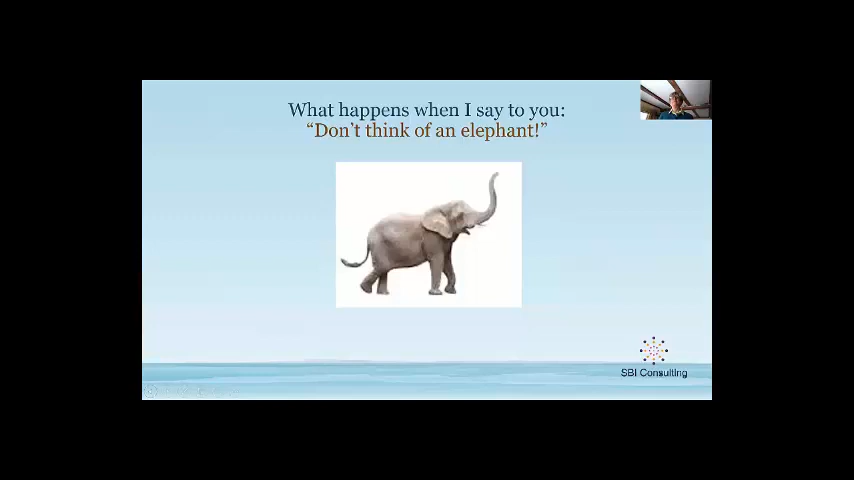 What happens when I say to you:
“Don’t think of an elephant!”
SBI Consulting